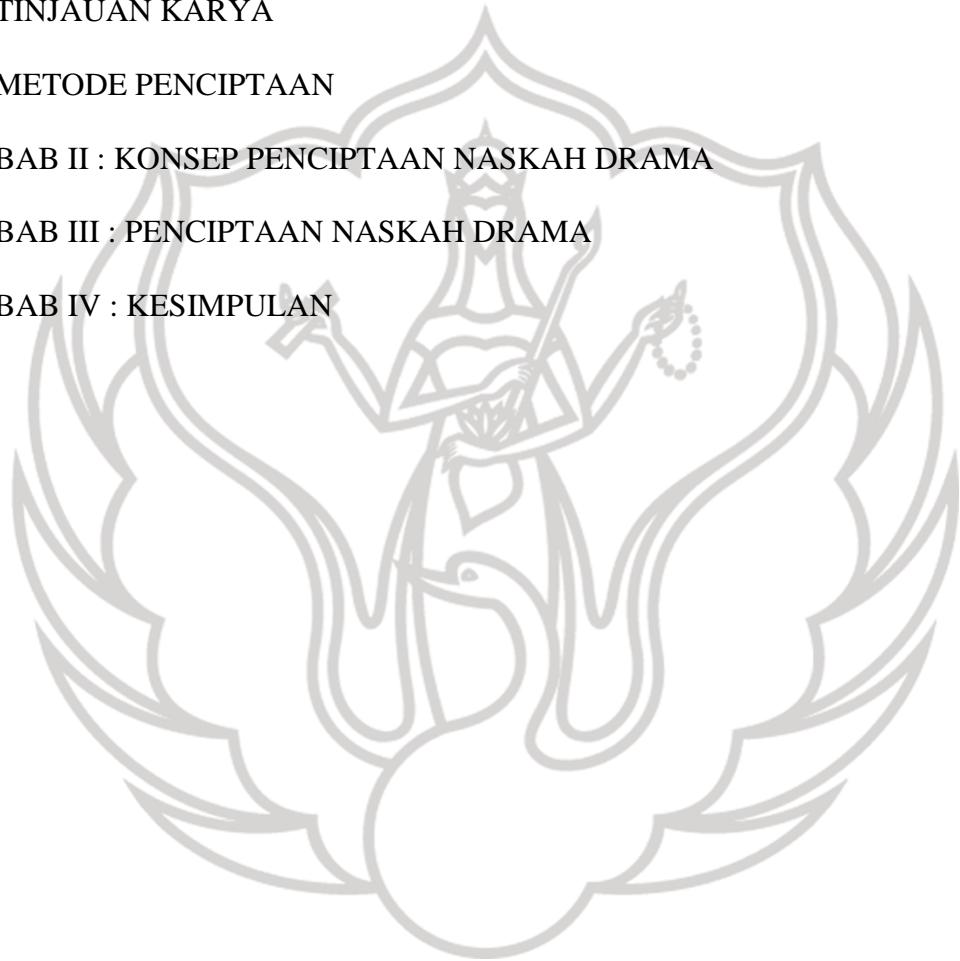 TINJAUAN KARYA
METODE PENCIPTAAN
BAB II : KONSEP PENCIPTAAN NASKAH DRAMA
BAB III : PENCIPTAAN NASKAH DRAMA
BAB IV : KESIMPULAN